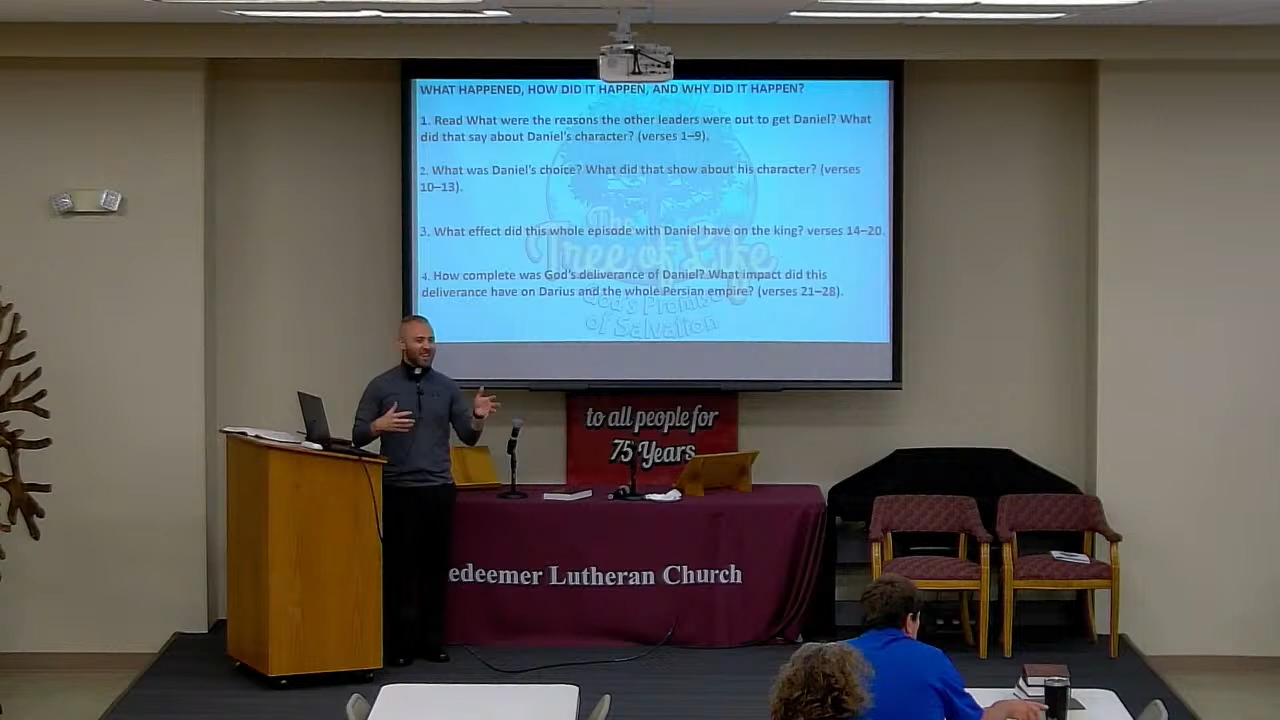 WHAT HAPPENED, HOW DID IT HAPPEN, AND WHY DID IT HAPPEN?
1. Read What were the reasons the other leaders were out to get Daniel? What
did that say about Daniel's character? (verses 1–9).
2. What was Daniel's choice? What did that show about his character? (verses
10–13).
3. What effect did this whole episode with Daniel have on the king? verses 14–20.
4. How complete was God's deliverance of Daniel? What impact did this
deliverance have on Darius and the whole Persian empire? (verses 21–28).
The
Tree of Life
God's Promise
of Salvation
to all people for
75 Years
edeemer Lutheran Church